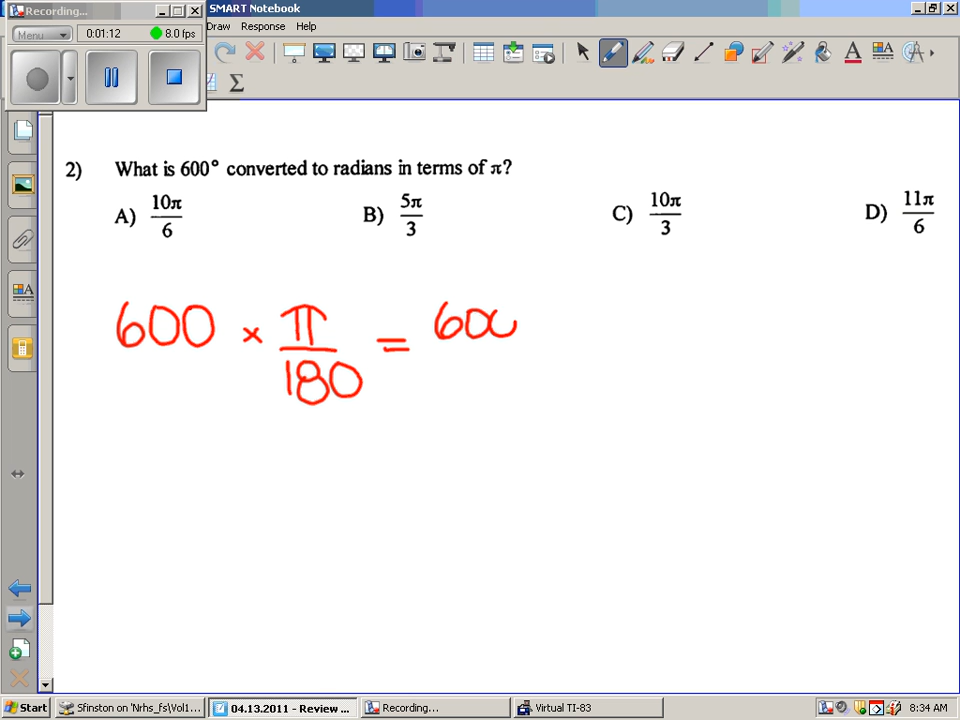 Recording...
SMART Notebook
Menu
0:01:12
8.0 fps
Draw Response Help
2) What is 600° converted to radians in terms of π?
A) 10π/6 B) 5π/3 C) 10π/3 D) 11π/6
600 × π/180 = 600
Start
Sfinston on 'Nrhs_fs\Vol1...
04.13.2011 - Review ...
Recording...
Virtual TI-83
8:34 AM